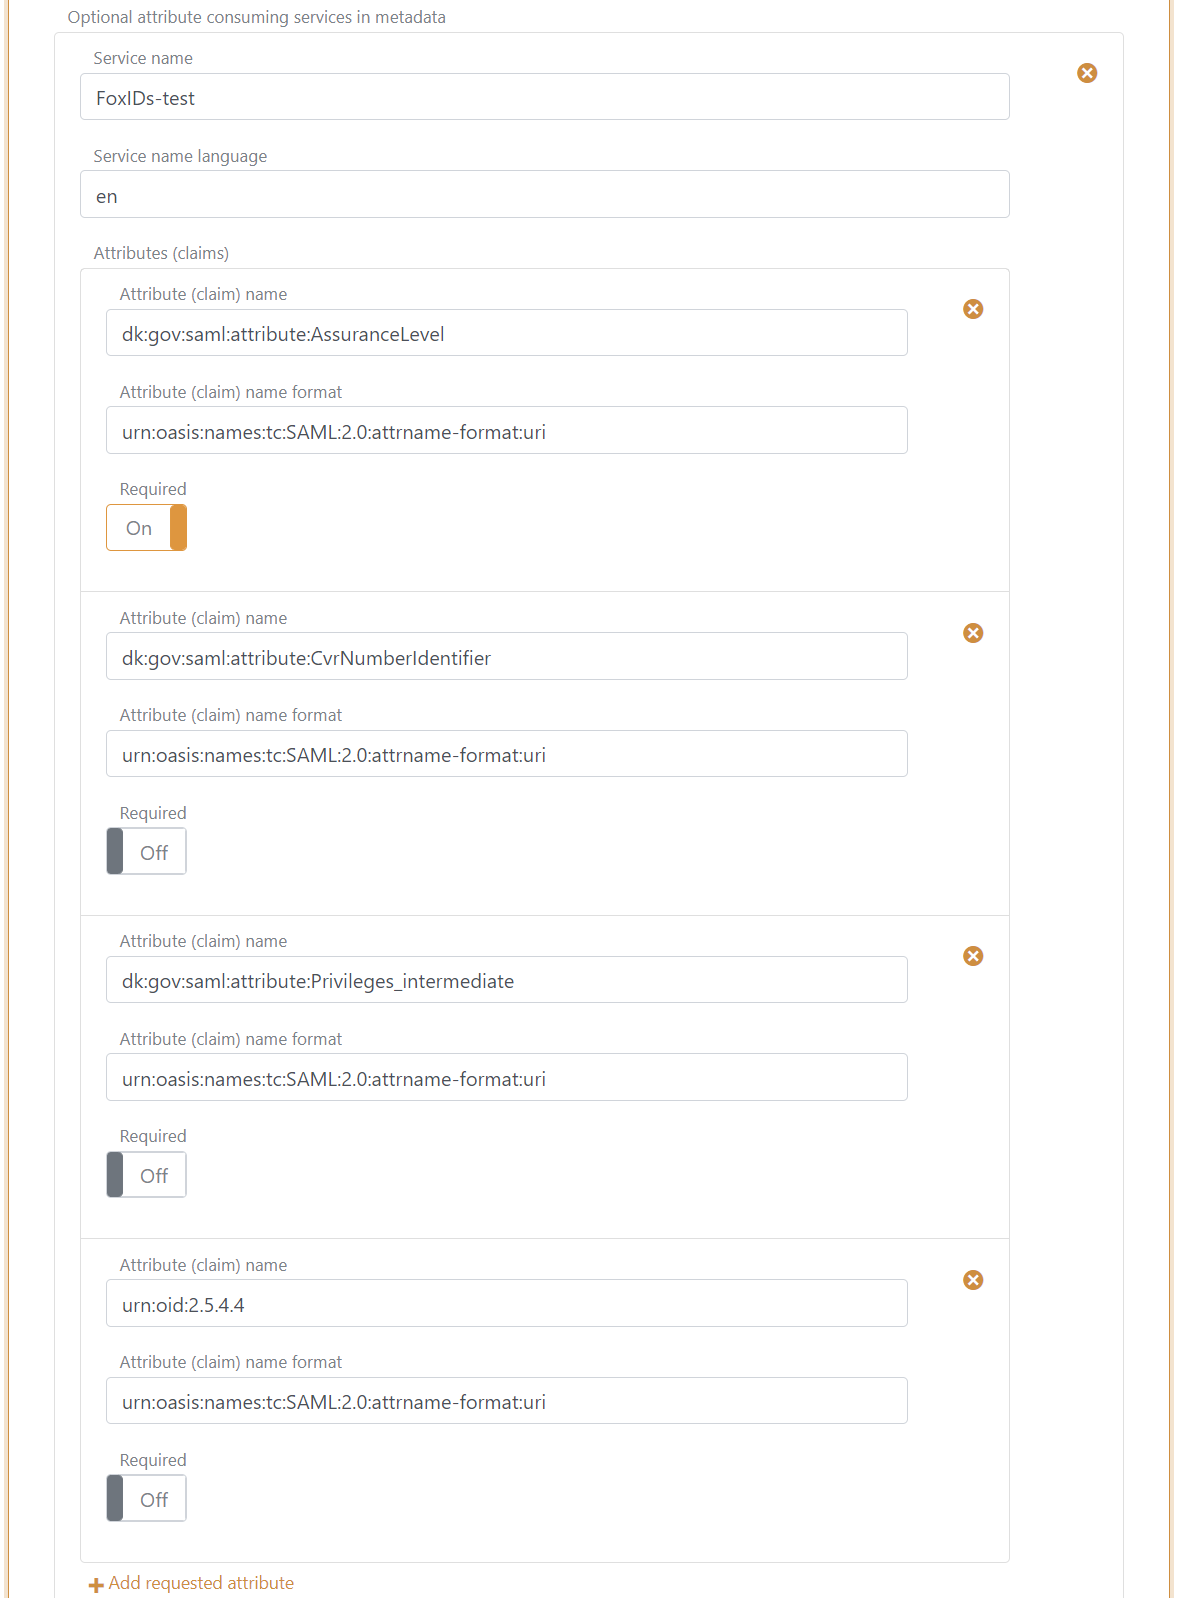 Optional attribute consuming services in metadata
Service name
FoxIDs-test
Service name language
en
Attributes (claims)
Attribute (claim) name
dk:gov:saml:attribute:AssuranceLevel
Attribute (claim) name format
urn:oasis:names:tc:SAML:2.0:attrname-format:uri
Required
On
Attribute (claim) name
dk:gov:saml:attribute:CvrNumberIdentifier
Attribute (claim) name format
urn:oasis:names:tc:SAML:2.0:attrname-format:uri
Required
Off
Attribute (claim) name
dk:gov:saml:attribute:Privileges_intermediate
Attribute (claim) name format
urn:oasis:names:tc:SAML:2.0:attrname-format:uri
Required
Off
Attribute (claim) name
urn:oid:2.5.4.4
Attribute (claim) name format
urn:oasis:names:tc:SAML:2.0:attrname-format:uri
Required
Off
Add requested attribute